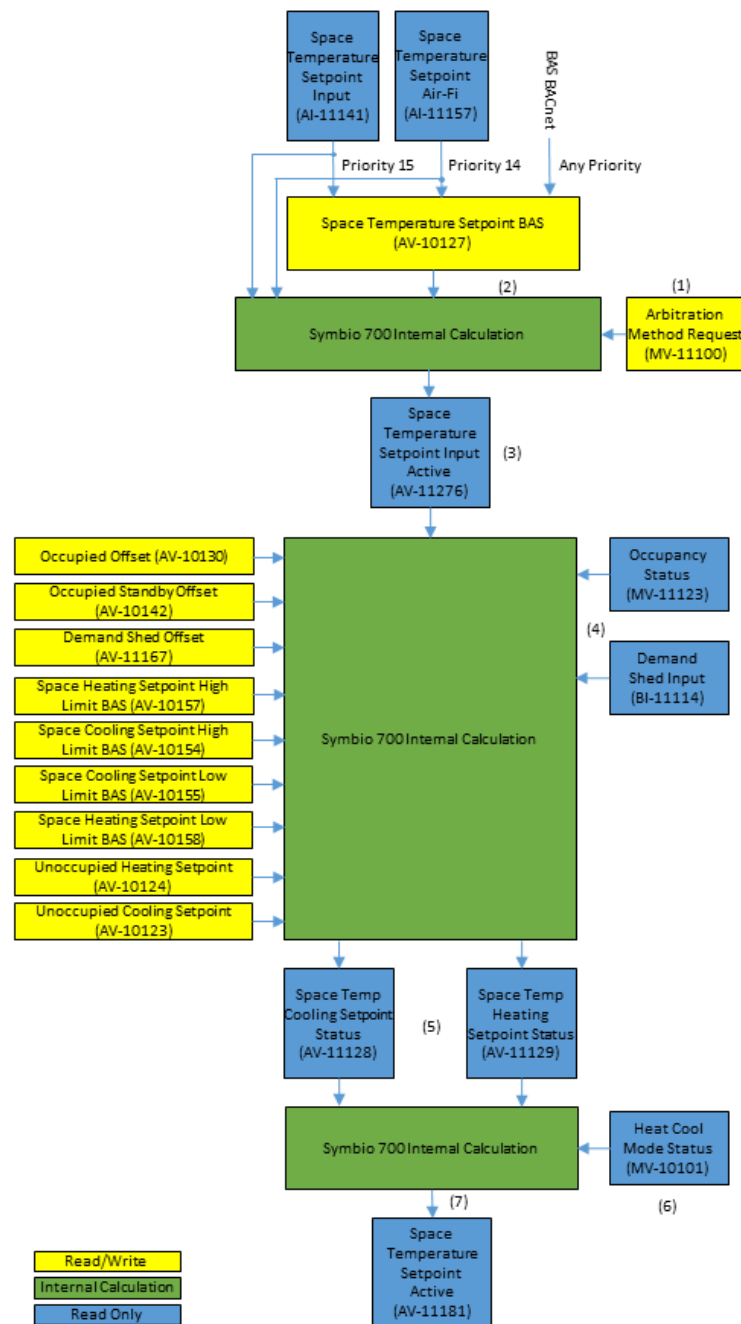 Space
Temperature
Setpoint
Input
(AI-11141)
Space
Temperature
Setpoint
Air-Fi
(AI-11157)
BAS BACnet
Priority 15
Priority 14
Any Priority
Space Temperature Setpoint BAS
(AV-10127)
(2)
(1)
Symbio 700 Internal Calculation
Arbitration
Method Request
(MV-11100)
Space
Temperature
Setpoint Input
Active
(AV-11276)
(3)
Occupied Offset (AV-10130)
Occupied Standby Offset
(AV-10142)
Demand Shed Offset
(AV-11167)
Space Heating Setpoint High
Limit BAS (AV-10157)
Space Cooling Setpoint High
Limit BAS (AV-10154)
Space Cooling Setpoint Low
Limit BAS (AV-10155)
Space Heating Setpoint Low
Limit BAS (AV-10158)
Unoccupied Heating Setpoint
(AV-10124)
Unoccupied Cooling Setpoint
(AV-10123)
Symbio 700 Internal Calculation
Occupancy
Status
(MV-11123)
(4)
Demand
Shed Input
(BI-11114)
Space Temp
Cooling Setpoint
Status
(AV-11128)
(5)
Space Temp
Heating
Setpoint Status
(AV-11129)
Symbio 700 Internal Calculation
Heat Cool
Mode Status
(MV-10101)
(6)
(7)
Space
Temperature
Setpoint
Active
(AV-11181)
Read/Write
Internal Calculation
Read Only